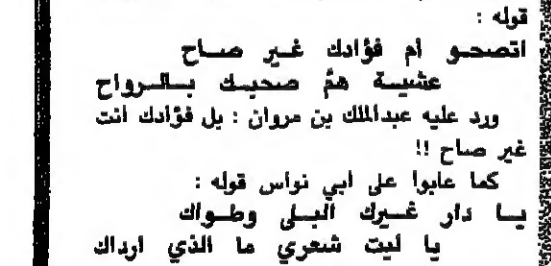 قوله :
اتصحو أم فؤادك غير صاح
عشية همَّ صحبك بالرواح
ورد عليه عبدالملك بن مروان : بل فؤادك انت
غير صاح !!
كما عابوا على ابي نواس قوله :
يا دار غيرك البلى وطواك
يا ليت شعري ما الذي ارداك